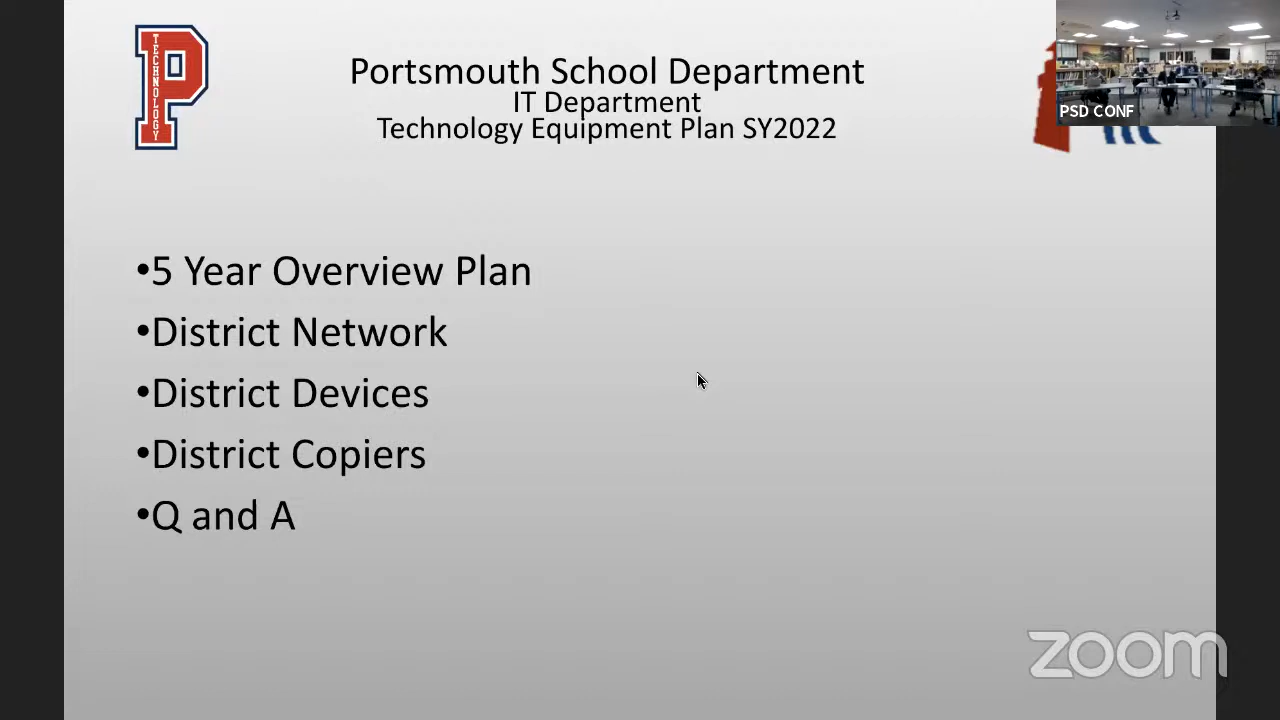 TECHNOLOGY
Portsmouth School Department
IT Department
Technology Equipment Plan SY2022
PSD CONF
•5 Year Overview Plan
•District Network
•District Devices
•District Copiers
•Q and A
zoom